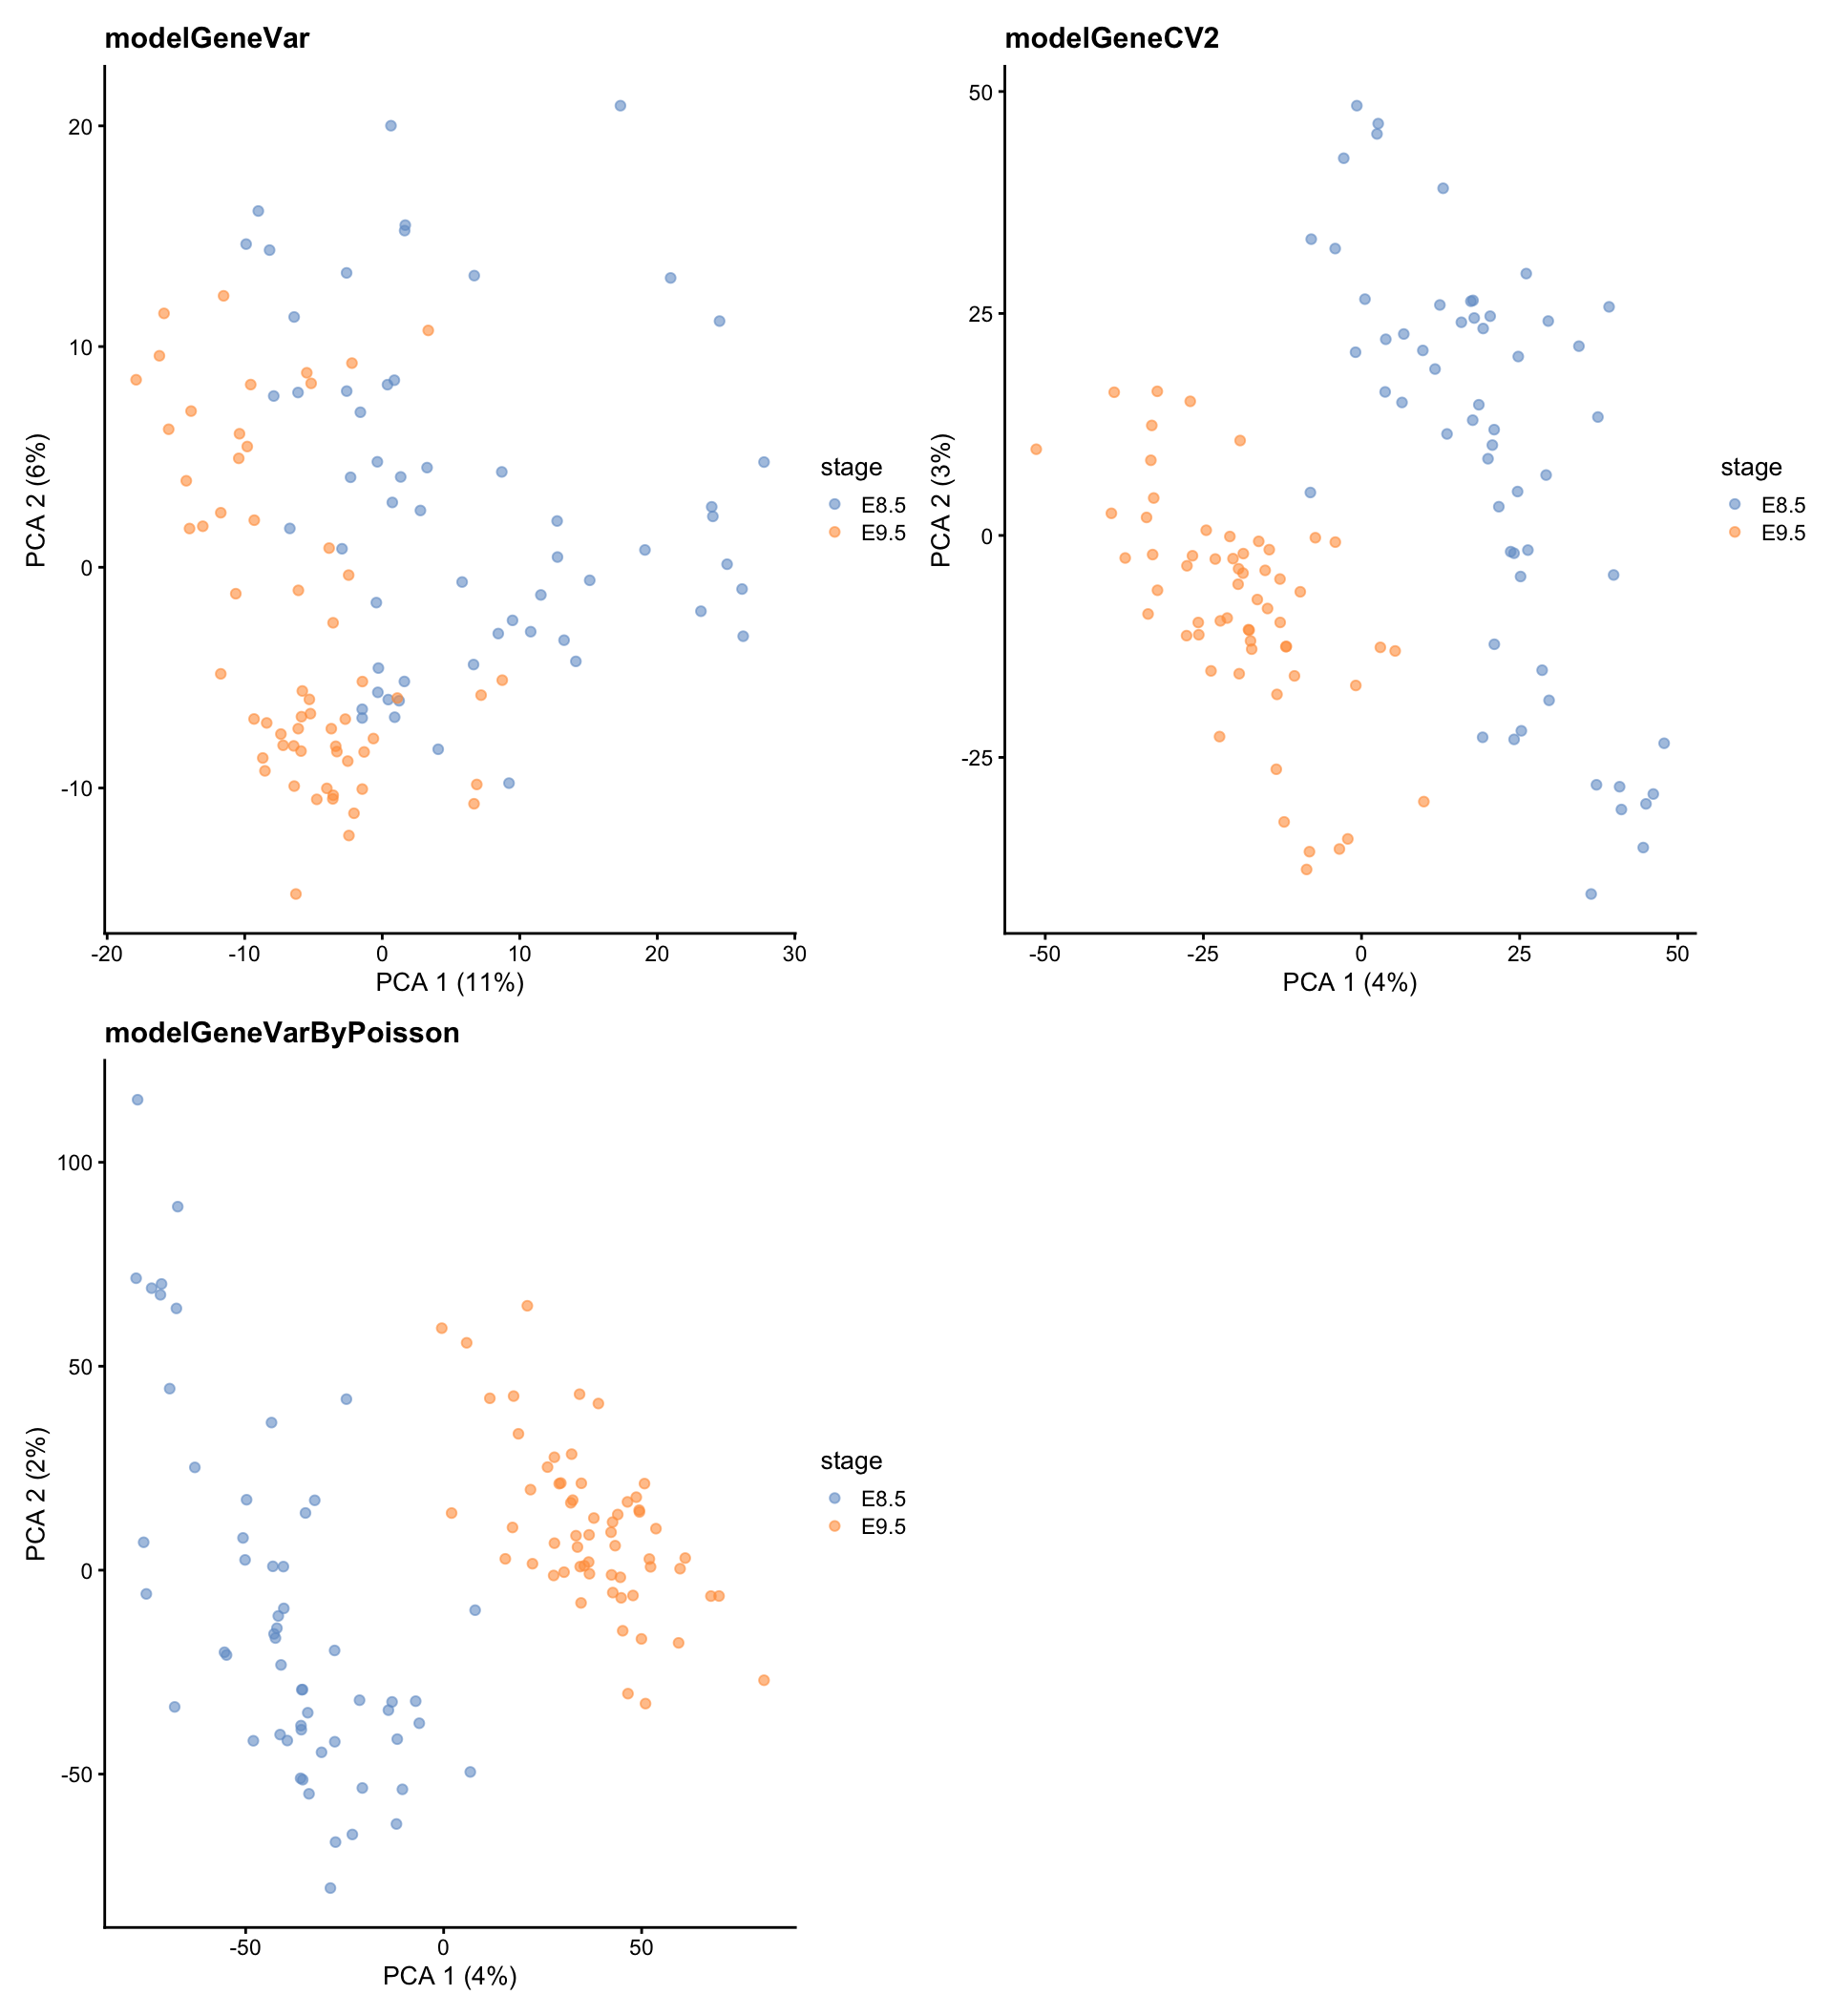 modelGeneVar
20
10
0
-10
PCA 2 (6%)
-20 -10 0 10 20 30
PCA 1 (11%)
stage
E8.5
E9.5
modelGeneCV2
50
25
0
-25
PCA 2 (3%)
-50 -25 0 25 50
PCA 1 (4%)
stage
E8.5
E9.5
modelGeneVarByPoisson
100
50
0
-50
PCA 2 (2%)
-50 0 50
PCA 1 (4%)
stage
E8.5
E9.5